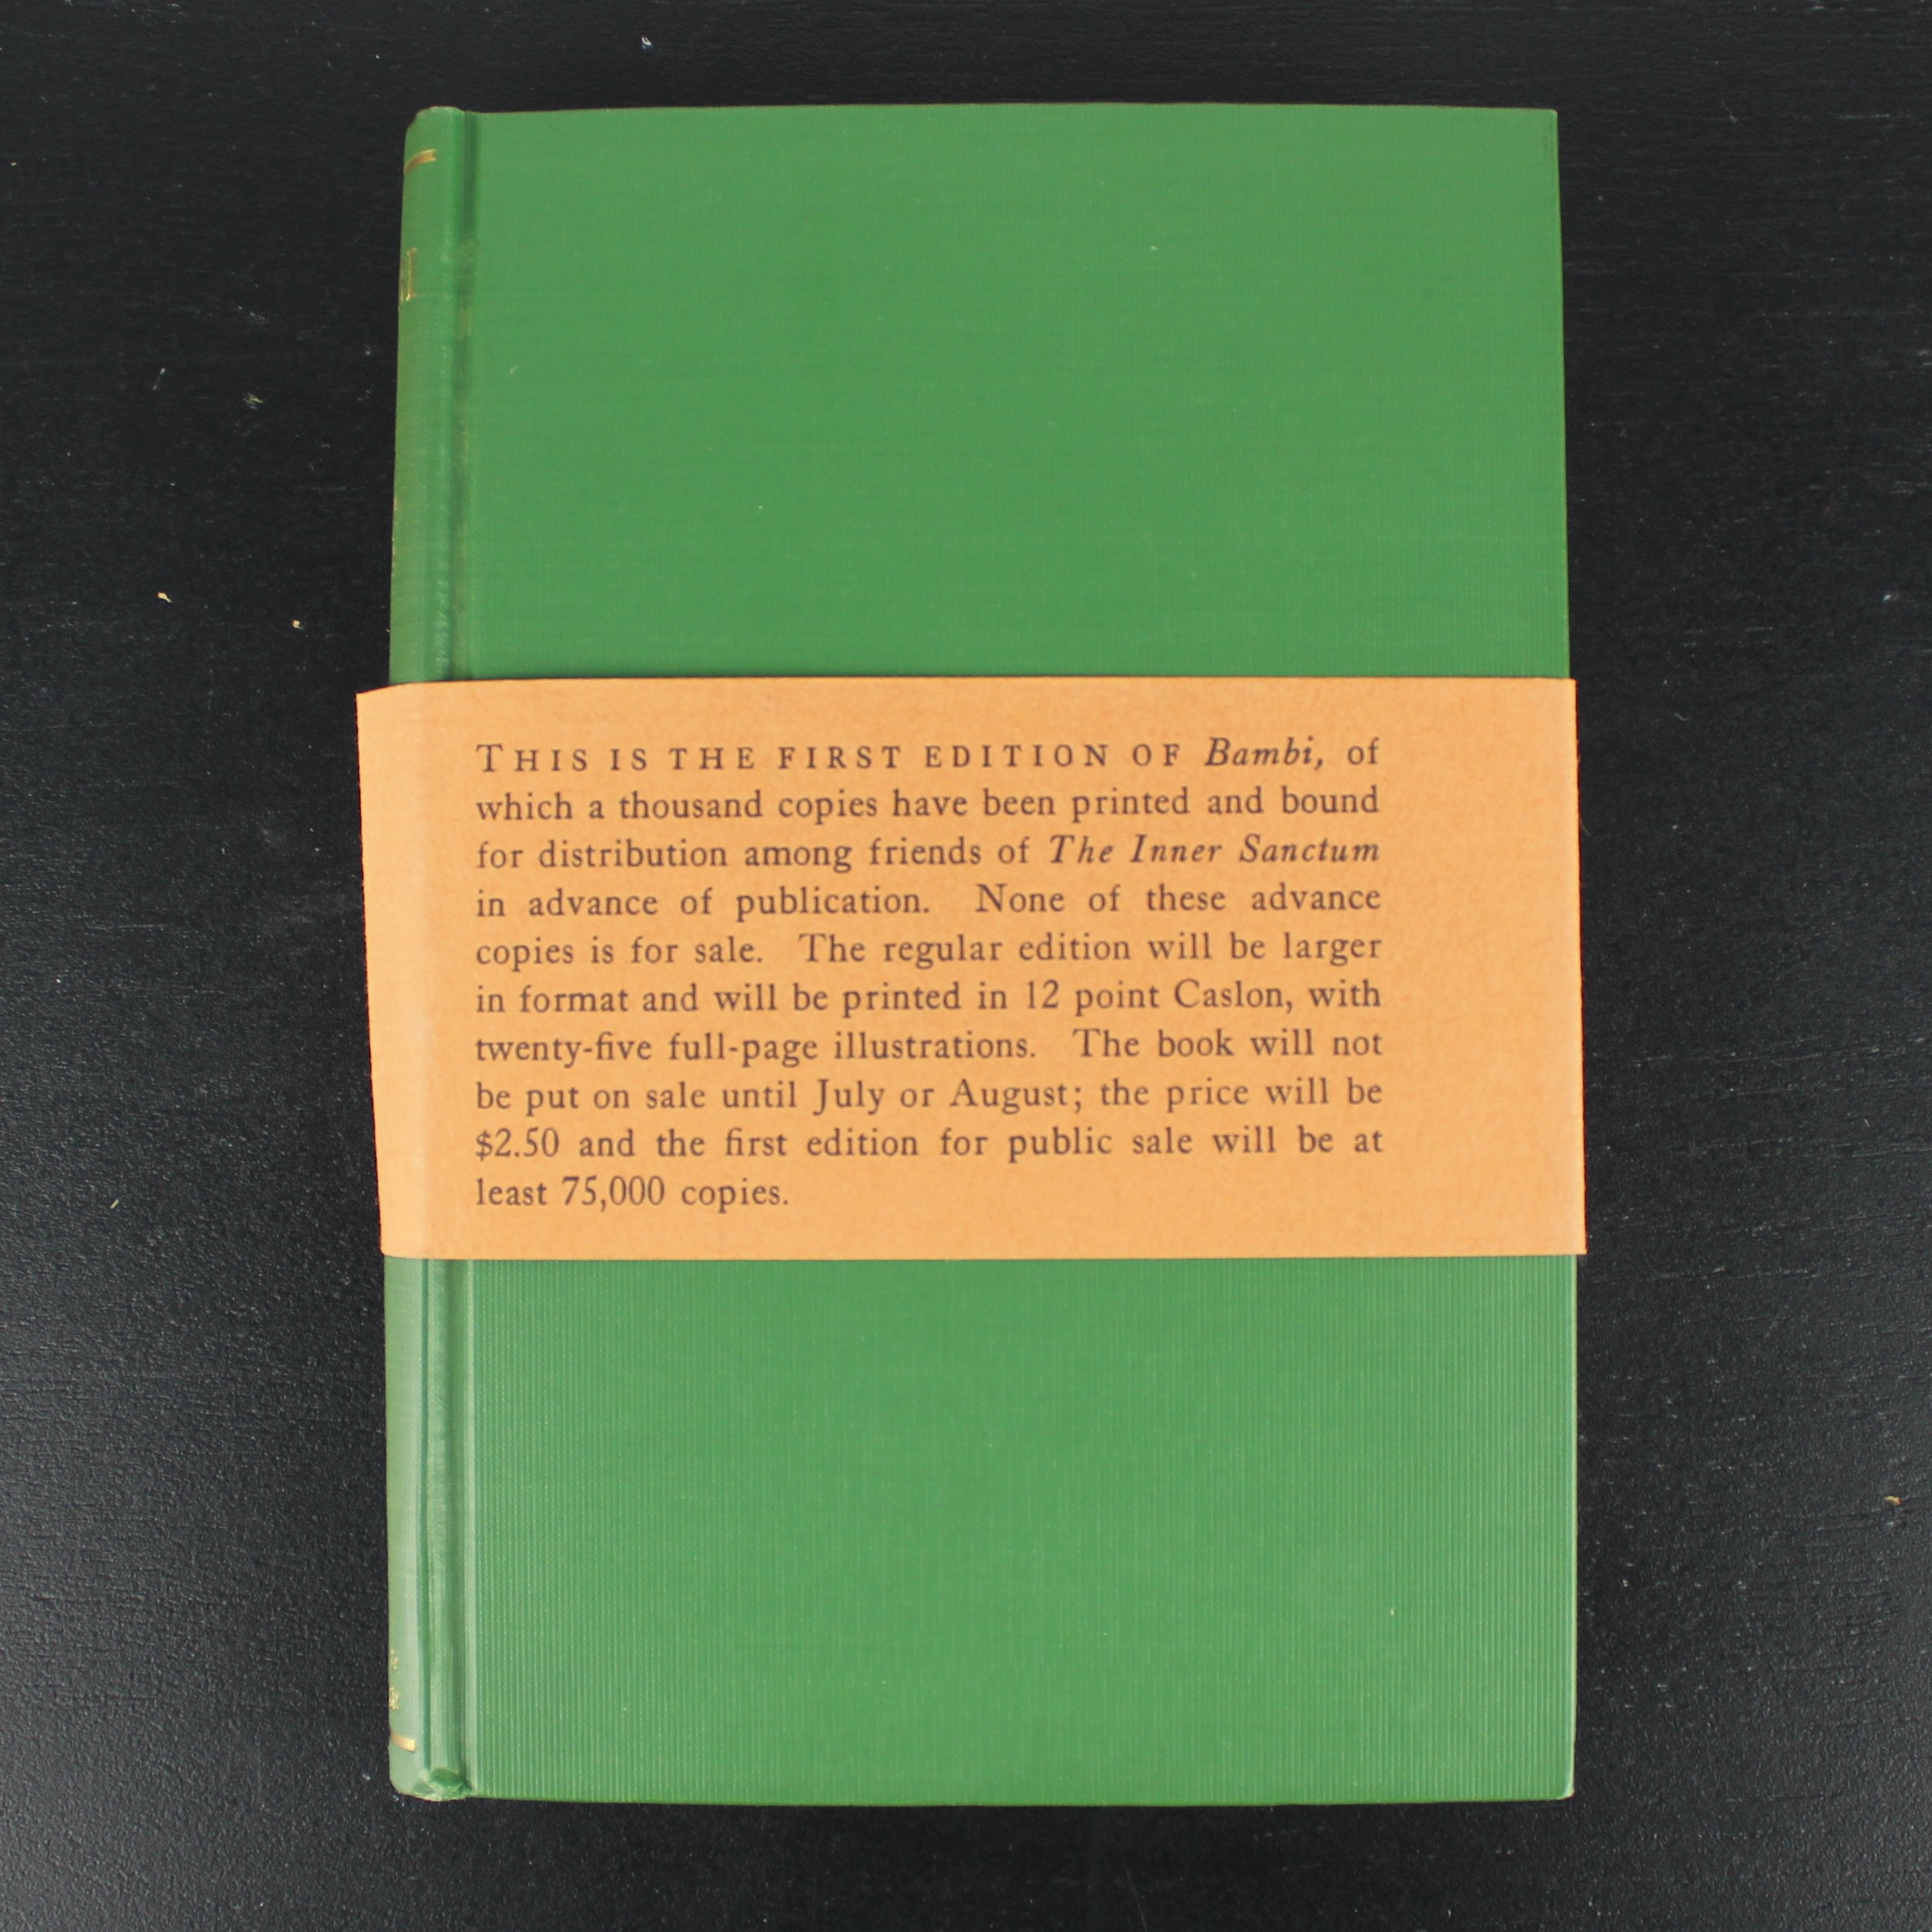 THIS IS THE FIRST EDITION OF Bambi, of
which a thousand copies have been printed and bound
for distribution among friends of The Inner Sanctum
in advance of publication. None of these advance
copies is for sale. The regular edition will be larger
in format and will be printed in 12 point Caslon, with
twenty-five full-page illustrations. The book will not
be put on sale until July or August; the price will be
$2.50 and the first edition for public sale will be at
least 75,000 copies.